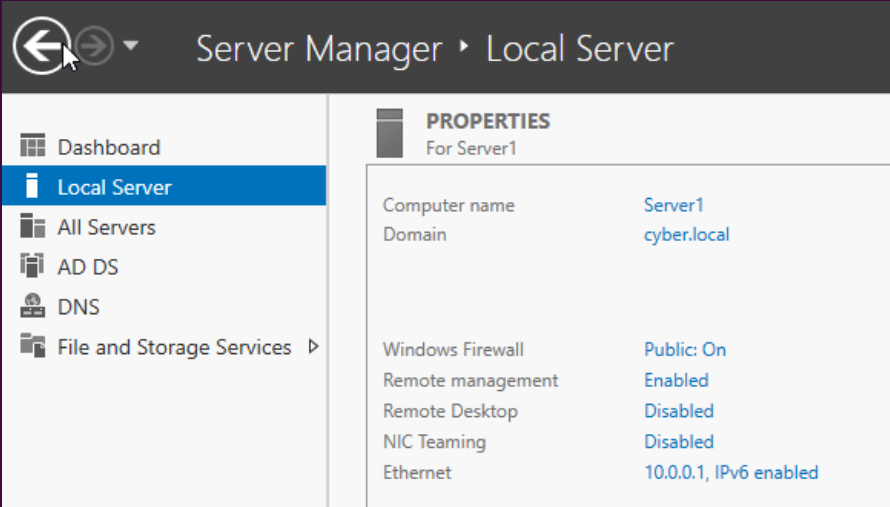 Server Manager ‣ Local Server
Dashboard
Local Server
All Servers
AD DS
DNS
File and Storage Services
PROPERTIES
For Server1
Computer name Server1
Domain cyber.local
Windows Firewall Public: On
Remote management Enabled
Remote Desktop Disabled
NIC Teaming Disabled
Ethernet 10.0.0.1, IPv6 enabled